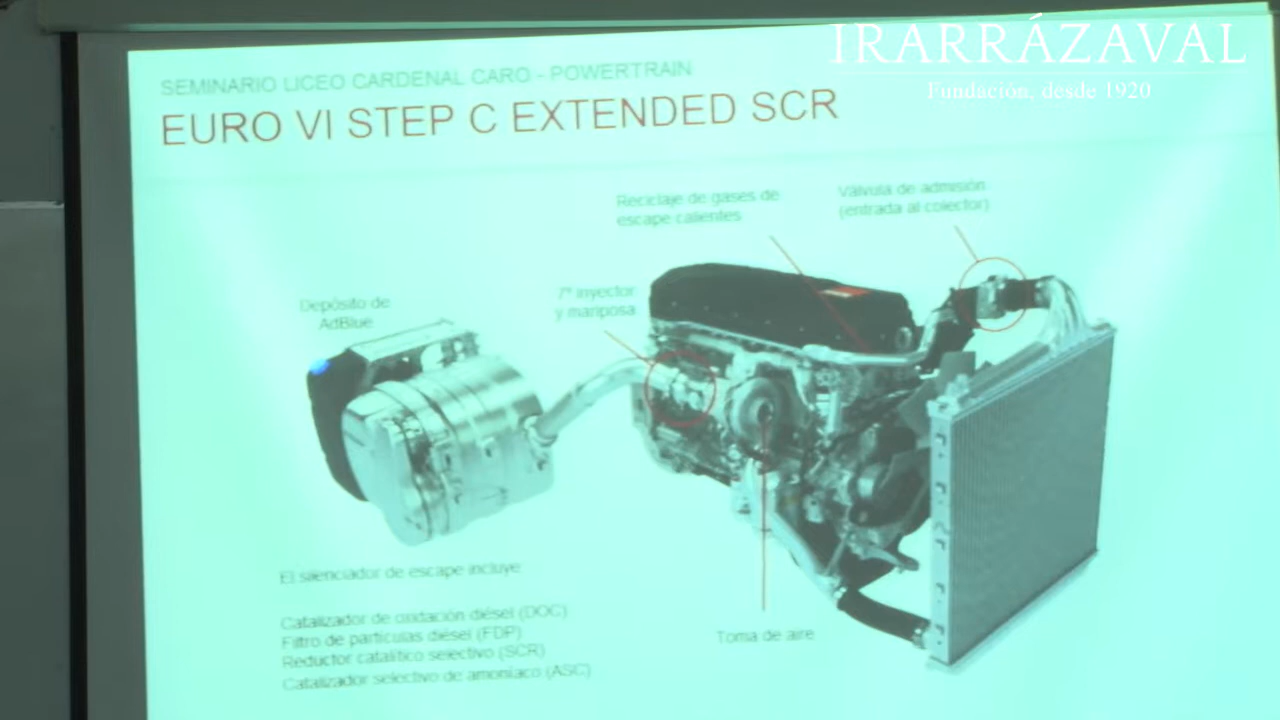 IRARRÁZAVAL
Fundación, desde 1920
SEMINARIO LICEO CARDENAL CARO - POWERTRAIN
EURO VI STEP C EXTENDED SCR
Reciclaje de gases de
escape calientes
Válvula de admisión
(entrada al colector)
7º inyector
y mariposa
Depósito de
AdBlue
El silenciador de escape incluye
Catalizador de oxidación diésel (DOC)
Filtro de partículas diésel (FDP)
Reductor catalítico selectivo (SCR)
Catalizador selectivo de amoníaco (ASC)
Toma de aire